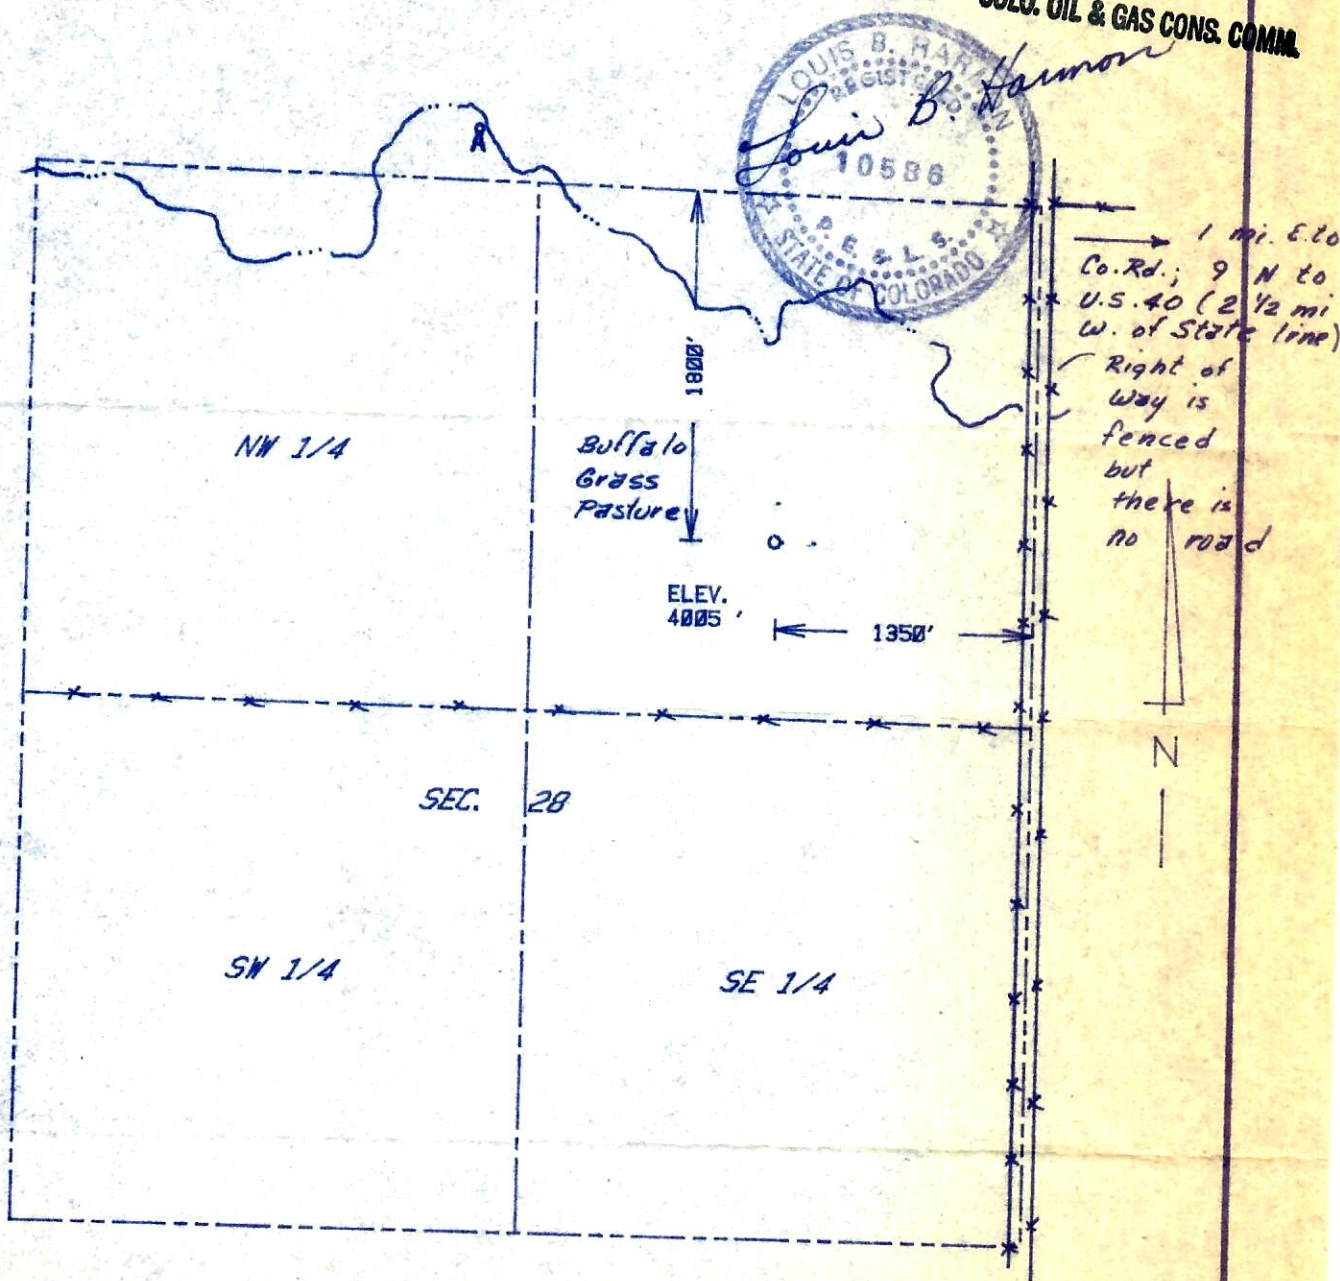 COLO. OIL & GAS CONS. COMM.
LOUIS B. HARMON
REGISTERED
10586
P. E. & L. S.
STATE OF COLORADO
Louis B. Harmon
1 mi. E. to
Co. Rd.; 9 N to
U.S. 40 (2 1/2 mi
W. of State line)
Right of
Way is
fenced
but
there is
no road
1800'
NW 1/4
Buffalo
Grass
Pasture
ELEV.
4005 '
1350'
N
SEC. 28
SW 1/4
SE 1/4